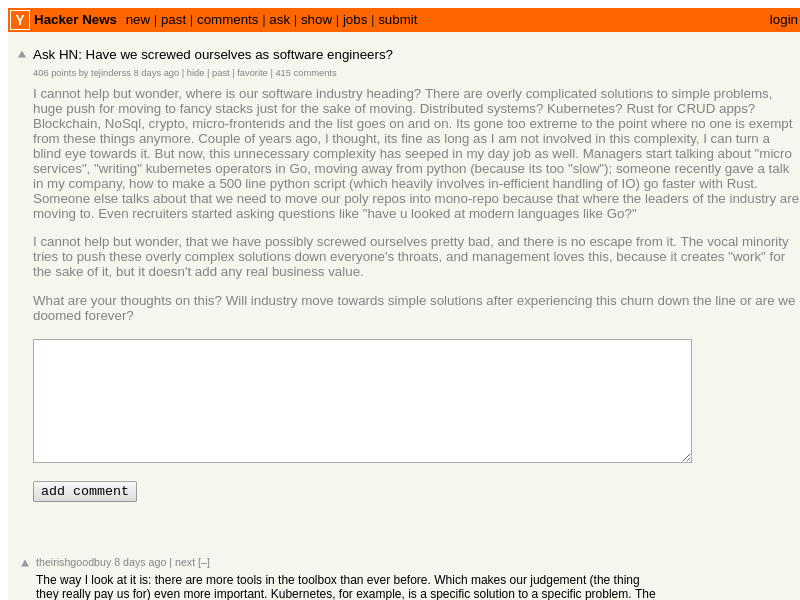 Y Hacker News new | past | comments | ask | show | jobs | submit login
Ask HN: Have we screwed ourselves as software engineers?
406 points by tejinderss 8 days ago | hide | past | favorite | 415 comments
I cannot help but wonder, where is our software industry heading? There are overly complicated solutions to simple problems,
huge push for moving to fancy stacks just for the sake of moving. Distributed systems? Kubernetes? Rust for CRUD apps?
Blockchain, NoSql, crypto, micro-frontends and the list goes on and on. Its gone too extreme to the point where no one is exempt
from these things anymore. Couple of years ago, I thought, its fine as long as I am not involved in this complexity, I can turn a
blind eye towards it. But now, this unnecessary complexity has seeped in my day job as well. Managers start talking about "micro
services", "writing" kubernetes operators in Go, moving away from python (because its too "slow"); someone recently gave a talk
in my company, how to make a 500 line python script (which heavily involves in-efficient handling of IO) go faster with Rust.
Someone else talks about that we need to move our poly repos into mono-repo because that where the leaders of the industry are
moving to. Even recruiters started asking questions like "have u looked at modern languages like Go?"
I cannot help but wonder, that we have possibly screwed ourselves pretty bad, and there is no escape from it. The vocal minority
tries to push these overly complex solutions down everyone's throats, and management loves this, because it creates "work" for
the sake of it, but it doesn't add any real business value.
What are your thoughts on this? Will industry move towards simple solutions after experiencing this churn down the line or are we
doomed forever?
add comment
theirishgoodbuy 8 days ago | next [–]
The way I look at it is: there are more tools in the toolbox than ever before. Which makes our judgement (the thing
they really pay us for) even more important. Kubernetes, for example, is a specific solution to a specific problem. The